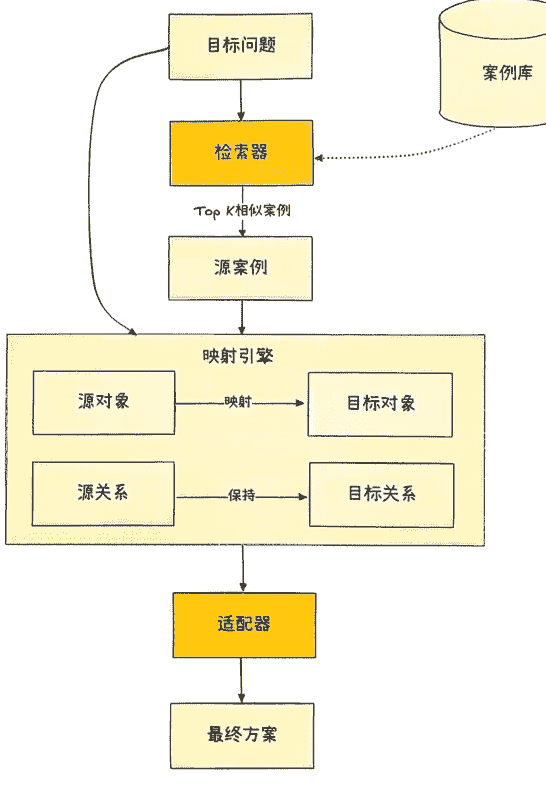 目标问题
案例库
检索器
Top K相似案例
源案例
映射引擎
源对象
映射
目标对象
源关系
保持
目标关系
适配器
最终方案